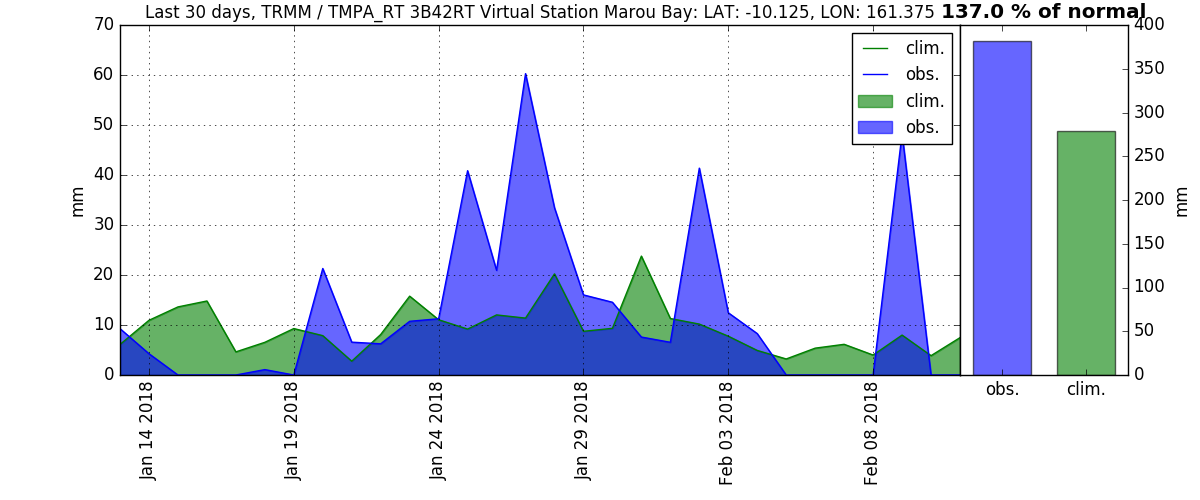 Last 30 days, TRMM / TMPA_RT 3B42RT Virtual Station Marou Bay: LAT: -10.125, LON: 161.375 137.0 % of normal
70
60
50
40
30
20
10
0
mm
clim.
obs.
clim.
obs.
Jan 14 2018
Jan 19 2018
Jan 24 2018
Jan 29 2018
Feb 03 2018
Feb 08 2018
400
350
300
250
200
150
100
50
0
mm
obs.
clim.